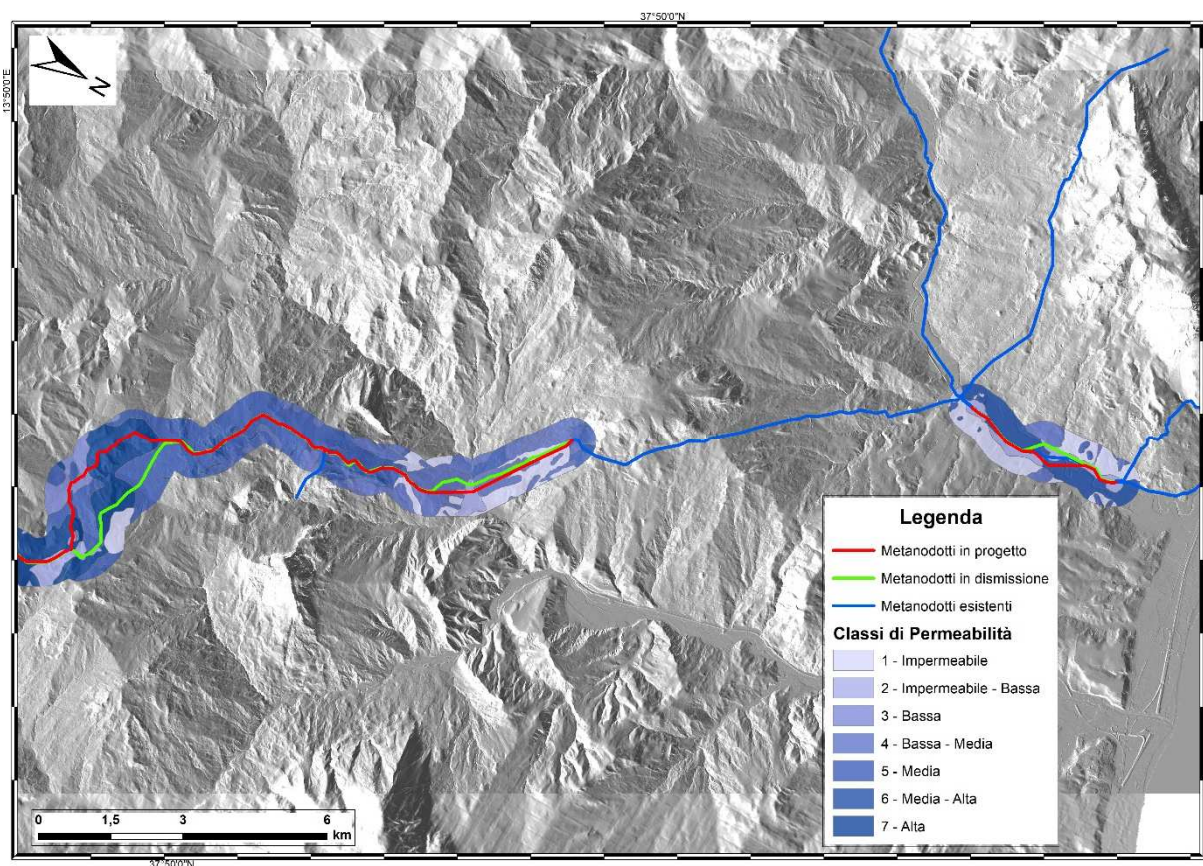 37°50'0"N
13°50'0"E
N
Legenda
Metanodotti in progetto
Metanodotti in dismissione
Metanodotti esistenti
Classi di Permeabilità
1 - Impermeabile
2 - Impermeabile - Bassa
3 - Bassa
4 - Bassa - Media
5 - Media
6 - Media - Alta
7 - Alta
0 1,5 3 6
km
37°50'0"N